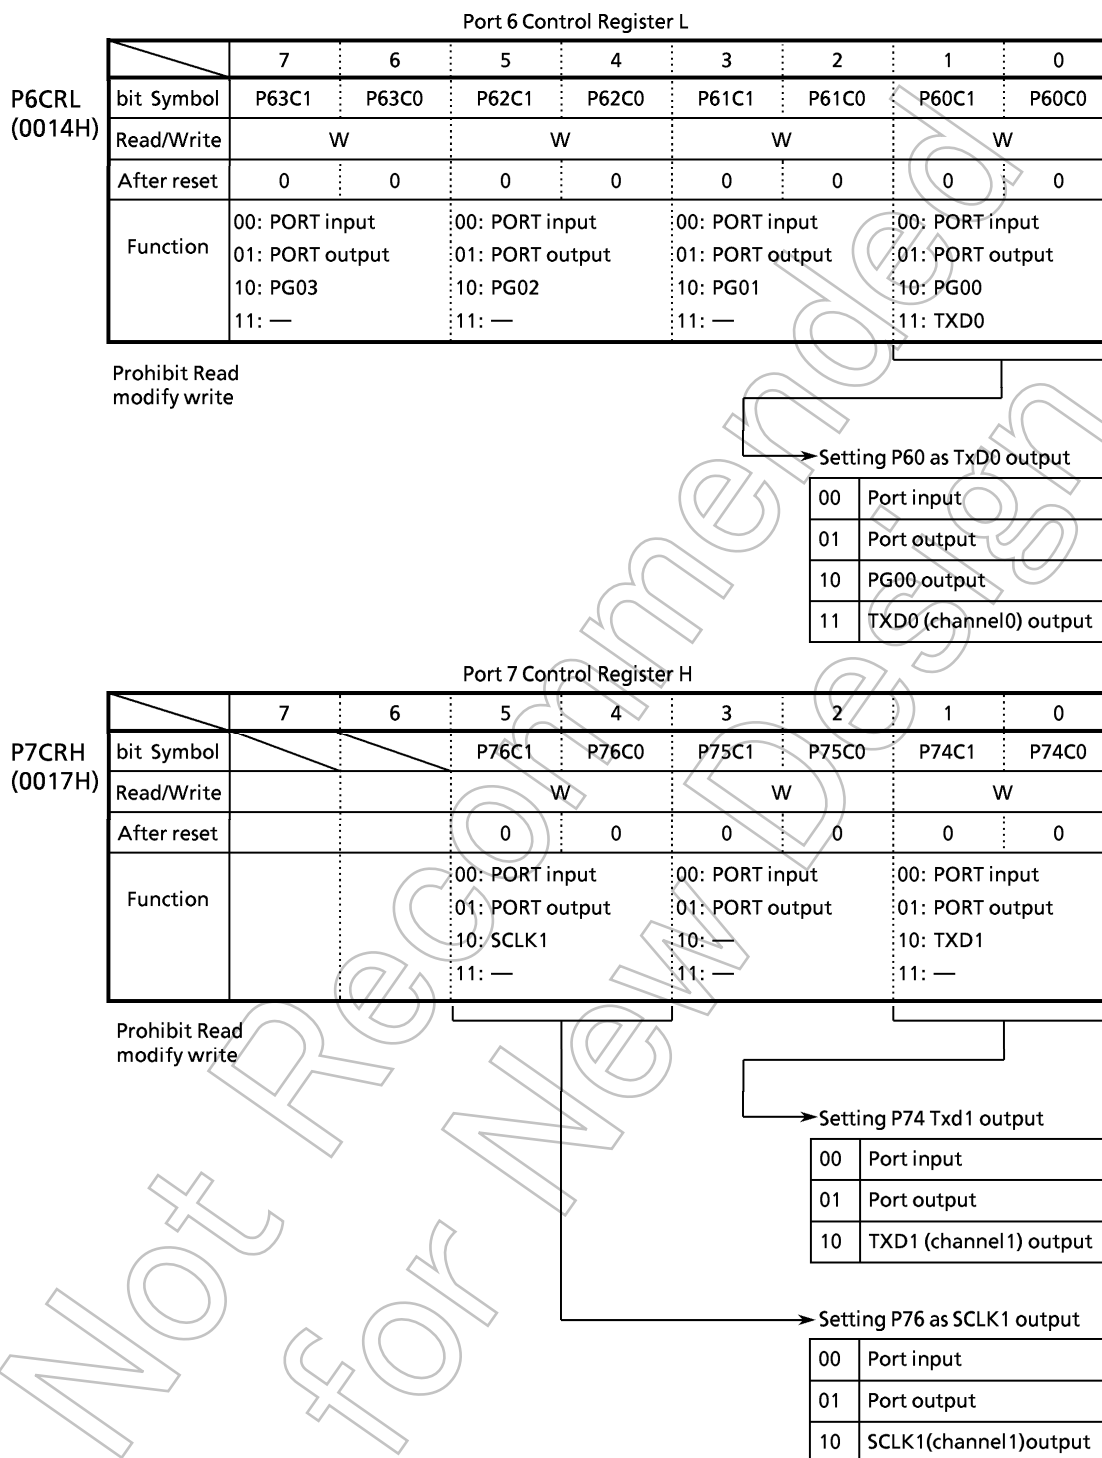 Port 6 Control Register L
7 6 5 4 3 2 1 0
P6CRL
(0014H)
bit Symbol P63C1 P63C0 P62C1 P62C0 P61C1 P61C0 P60C1 P60C0
Read/Write W W W W
After reset 0 0 0 0 0 0 0 0
Function
00: PORT input 00: PORT input 00: PORT input 00: PORT input
01: PORT output 01: PORT output 01: PORT output 01: PORT output
10: PG03 10: PG02 10: PG01 10: PG00
11: — 11: — 11: — 11: TXD0
Prohibit Read
modify write
Setting P60 as TxD0 output
00 Port input
01 Port output
10 PG00 output
11 TXD0 (channel0) output
Port 7 Control Register H
7 6 5 4 3 2 1 0
P7CRH
(0017H)
bit Symbol P76C1 P76C0 P75C1 P75C0 P74C1 P74C0
Read/Write W W W
After reset 0 0 0 0 0 0
Function
00: PORT input 00: PORT input 00: PORT input
01: PORT output 01: PORT output 01: PORT output
10: SCLK1 10: — 10: TXD1
11: — 11: — 11: —
Prohibit Read
modify write
Setting P74 Txd1 output
00 Port input
01 Port output
10 TXD1 (channel1) output
Setting P76 as SCLK1 output
00 Port input
01 Port output
10 SCLK1(channel1)output
Not Recommended
for New Design